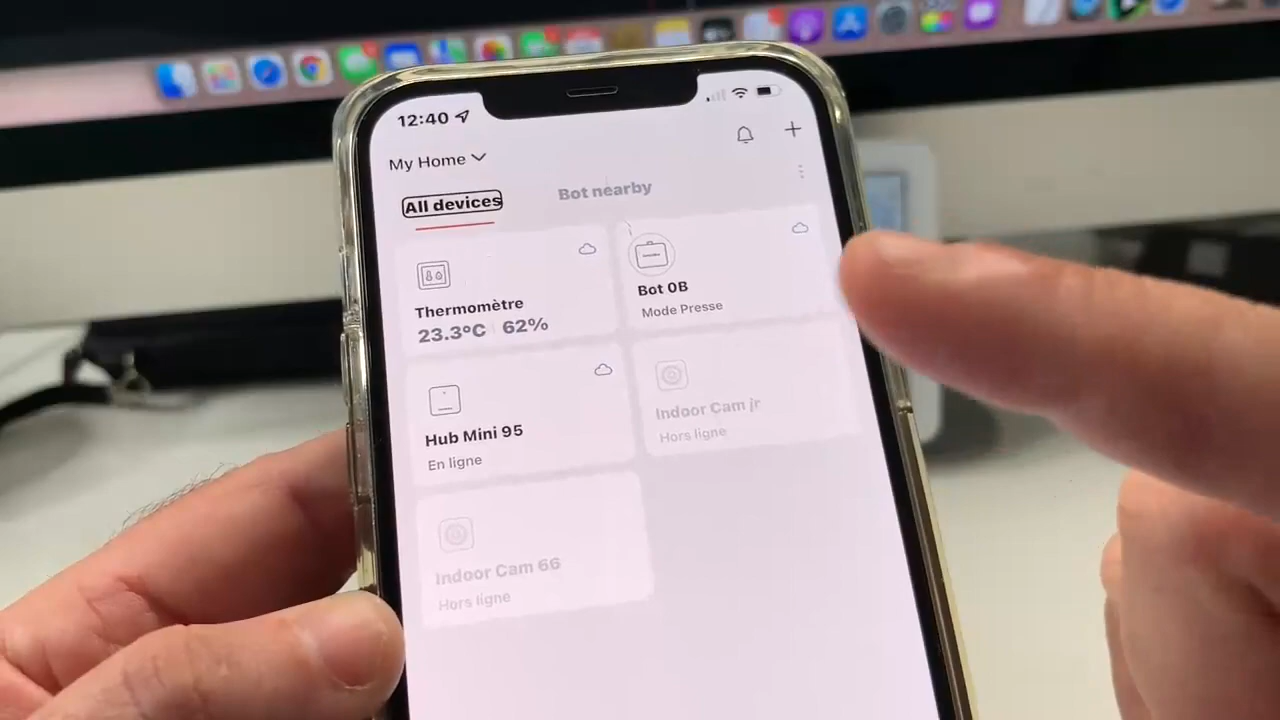 12:40
My Home
All devices
Bot nearby
Thermomètre
23.3°C 62%
Bot 0B
Mode Presse
Hub Mini 95
En ligne
Indoor Cam jr
Hors ligne
Indoor Cam 66
Hors ligne